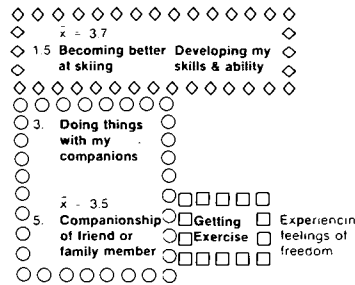 x̄ = 3.7
1.5 Becoming better Developing my
at skiing skills & ability
3. Doing things
with my
companions
x̄ - 3.5
5. Companionship Getting Experiencin
of friend or Exercise feelings of
family member freedom